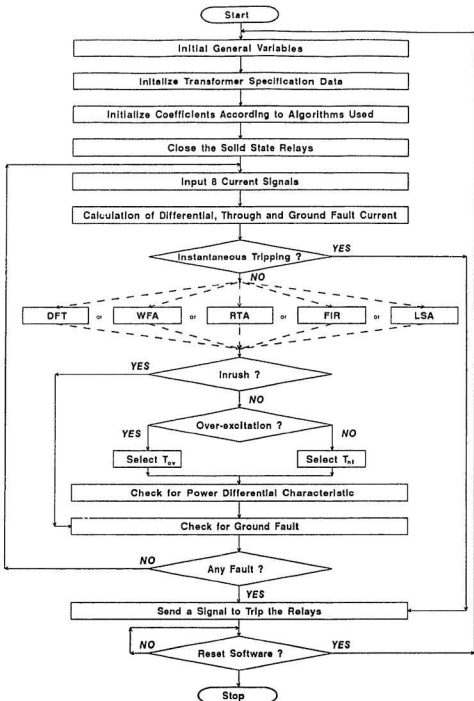 Start
Initial General Variables
Initalize Transformer Specification Data
Initialize Coefficients According to Algorithms Used
Close the Solid State Relays
Input 8 Current Signals
Calculation of Differential, Through and Ground Fault Current
Instantaneous Tripping ?
YES
NO
DFT or WFA or RTA or FIR or LSA
YES
Inrush ?
NO
Over-excitation ?
YES
NO
Select Tov
Select Tni
Check for Power Differential Characteristic
Check for Ground Fault
NO
Any Fault ?
YES
Send a Signal to Trip the Relays
NO
Reset Software ?
YES
Stop